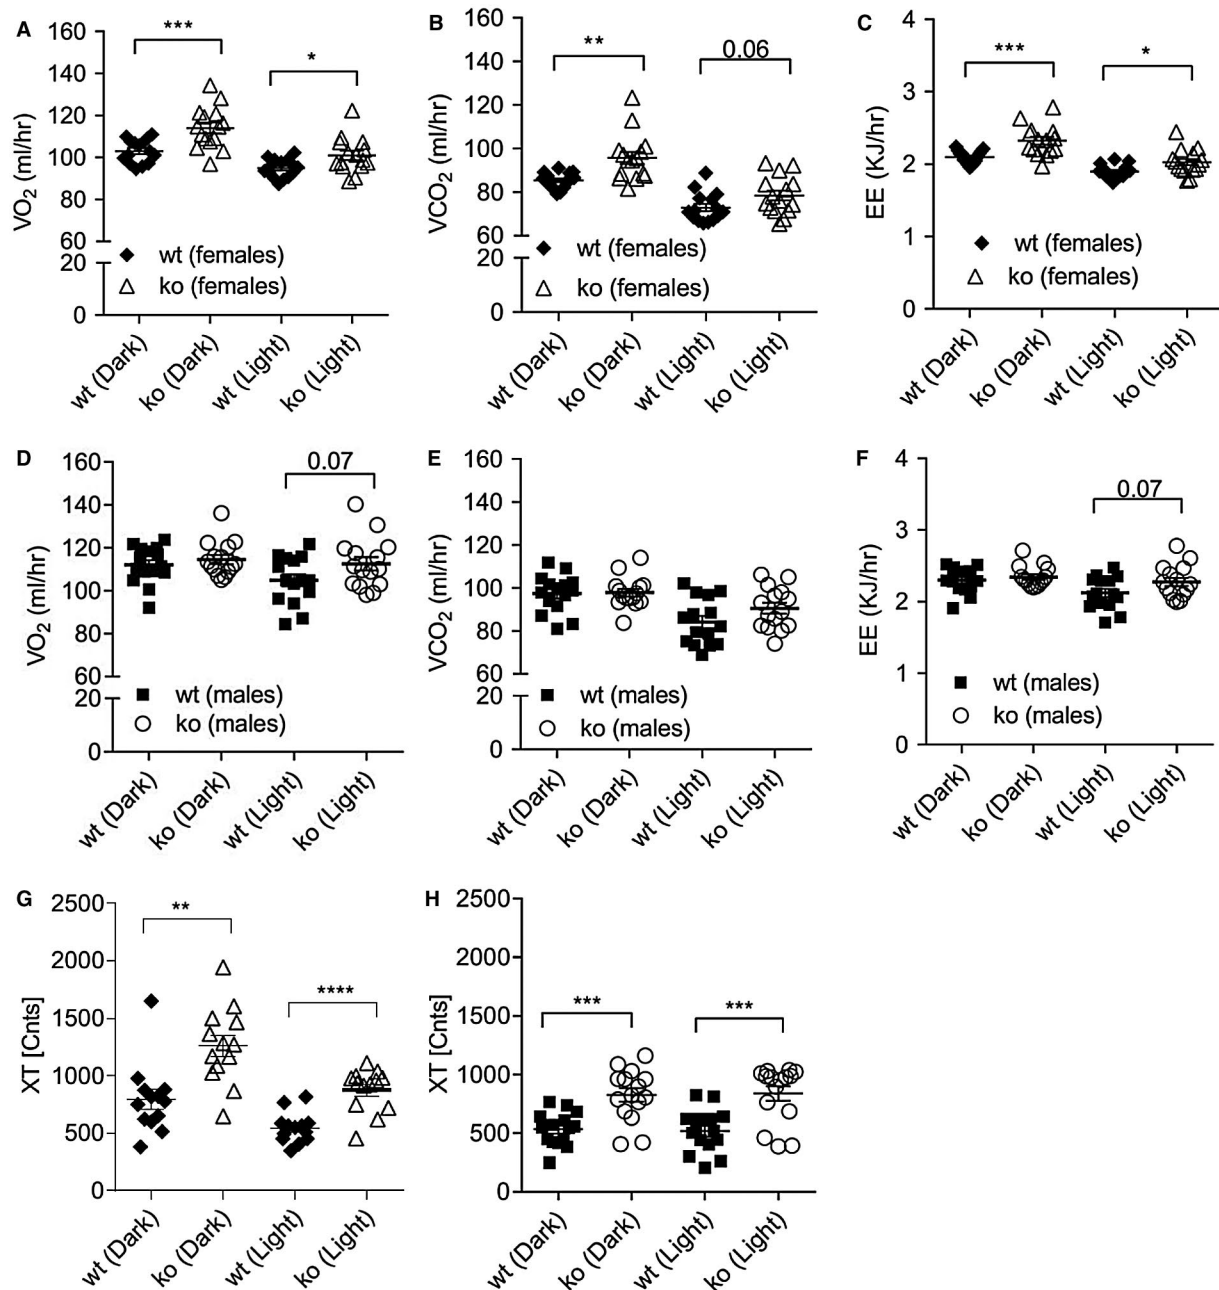 A
VO2 (ml/hr)
160
140
120
100
80
60
20
0
***
*
wt (females)
ko (females)
wt (Dark)
ko (Dark)
wt (Light)
ko (Light)
B
VCO2 (ml/hr)
160
140
120
100
80
60
20
0
**
0.06
wt (females)
ko (females)
wt (Dark)
ko (Dark)
wt (Light)
ko (Light)
C
EE (KJ/hr)
4
3
2
1
0
***
*
wt (females)
ko (females)
wt (Dark)
ko (Dark)
wt (Light)
ko (Light)
D
VO2 (ml/hr)
160
140
120
100
80
60
20
0
0.07
wt (males)
ko (males)
wt (Dark)
ko (Dark)
wt (Light)
ko (Light)
E
VCO2 (ml/hr)
160
140
120
100
80
60
20
0
wt (males)
ko (males)
wt (Dark)
ko (Dark)
wt (Light)
ko (Light)
F
EE (KJ/hr)
4
3
2
1
0
0.07
wt (males)
ko (males)
wt (Dark)
ko (Dark)
wt (Light)
ko (Light)
G
XT [Cnts]
2500
2000
1500
1000
500
0
**
****
wt (Dark)
ko (Dark)
wt (Light)
ko (Light)
H
XT [Cnts]
2500
2000
1500
1000
500
0
***
***
wt (Dark)
ko (Dark)
wt (Light)
ko (Light)